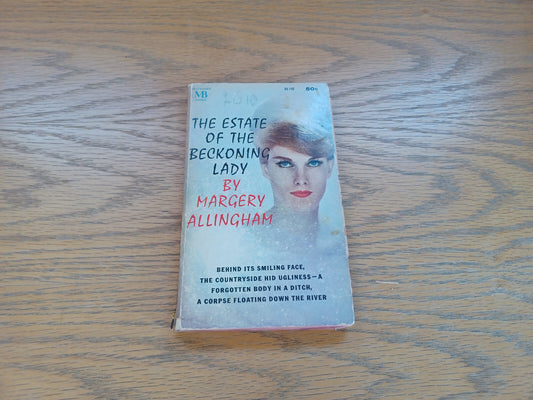 MB
50¢
THE ESTATE
OF THE
BECKONING
LADY
BY
MARGERY
ALLINGHAM
BEHIND ITS SMILING FACE,
THE COUNTRYSIDE HID UGLINESS—A
FORGOTTEN BODY IN A DITCH,
A CORPSE FLOATING DOWN THE RIVER